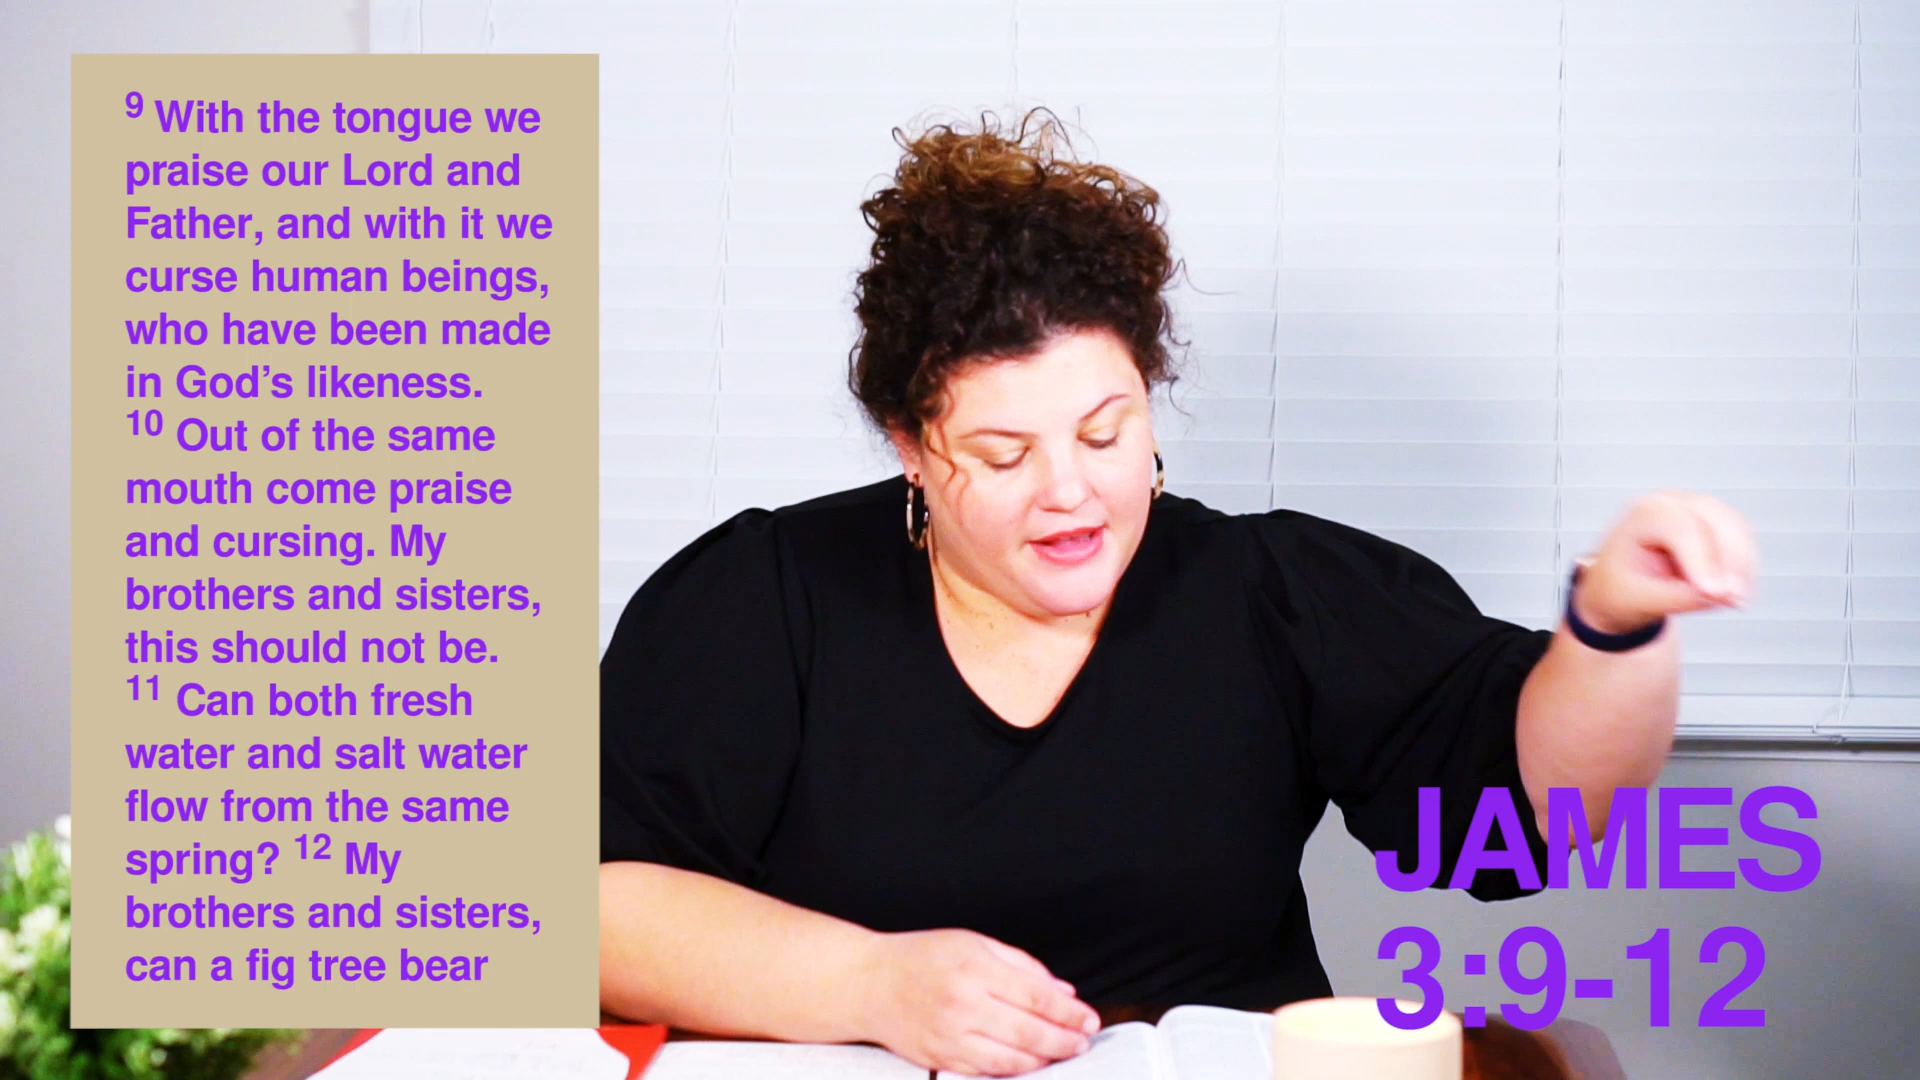 9 With the tongue we
praise our Lord and
Father, and with it we
curse human beings,
who have been made
in God’s likeness.
10 Out of the same
mouth come praise
and cursing. My
brothers and sisters,
this should not be.
11 Can both fresh
water and salt water
flow from the same
spring? 12 My
brothers and sisters,
can a fig tree bear
JAMES
3:9-12